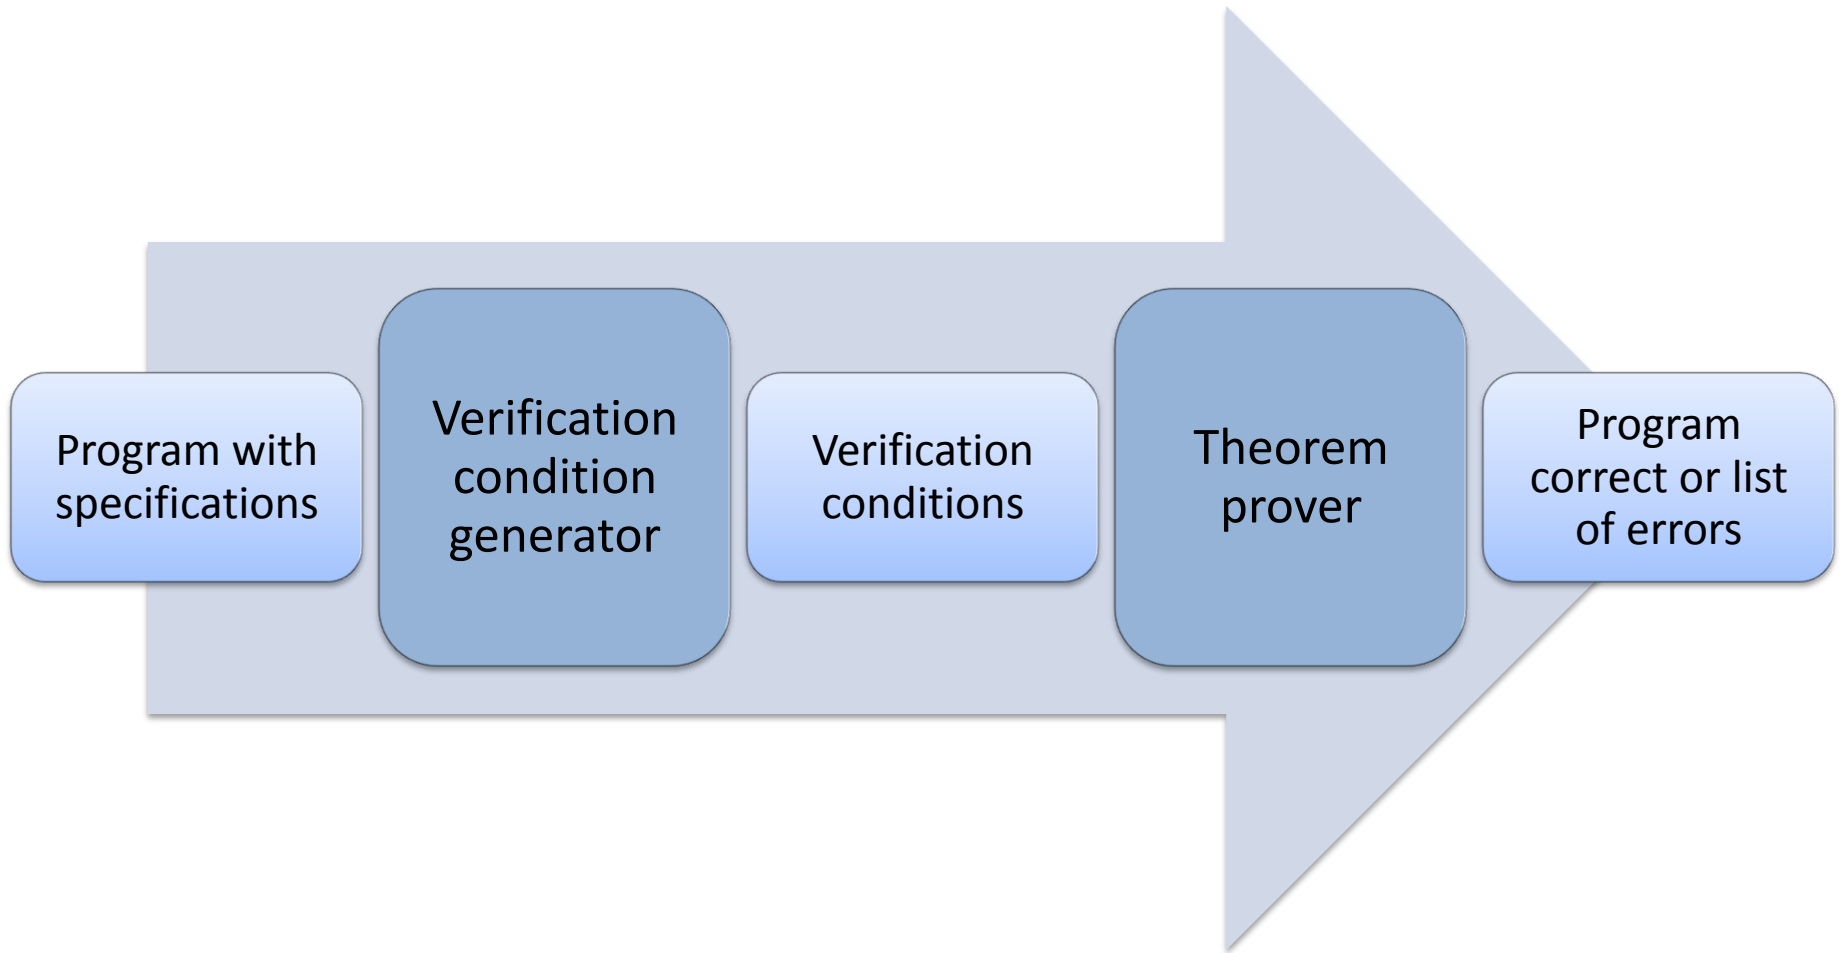 Program with
specifications
Verification
condition
generator
Verification
conditions
Theorem
prover
Program
correct or list
of errors